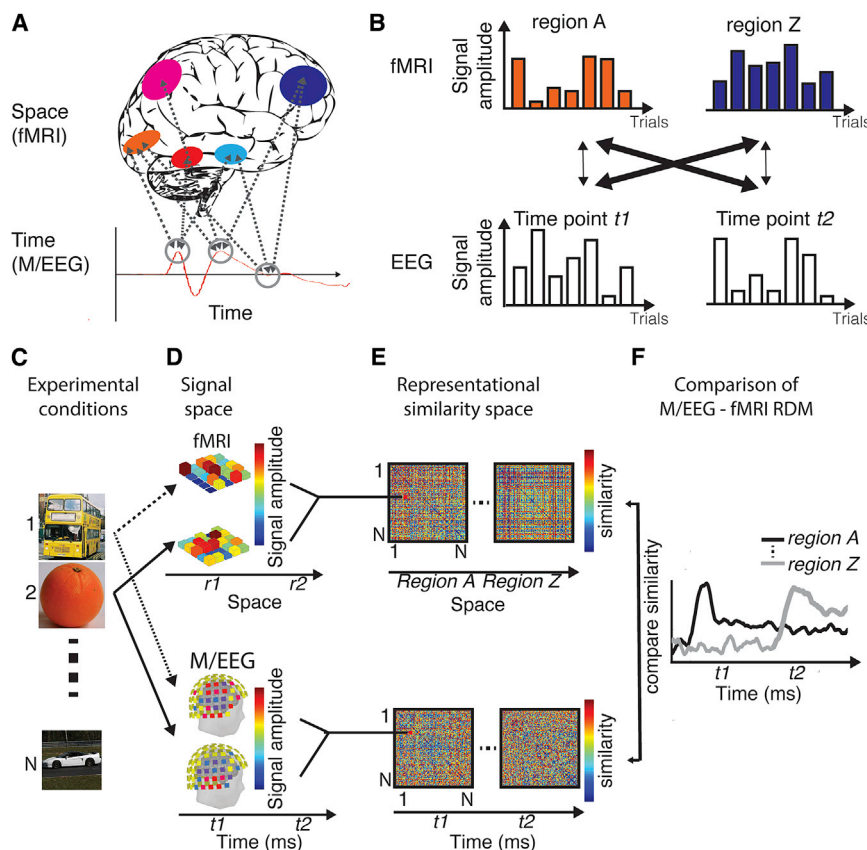 A
Space
(fMRI)
Time
(M/EEG)
Time
B
fMRI
Signal
amplitude
region A
Trials
region Z
Trials
EEG
Signal
amplitude
Time point t1
Trials
Time point t2
Trials
C
Experimental
conditions
1
2
N
D
Signal
space
fMRI
Signal amplitude
r1
r2
Space
M/EEG
Signal amplitude
t1
t2
Time (ms)
E
Representational
similarity space
1
N
1
N
similarity
Region A
Region Z
Space
1
N
1
N
similarity
t1
t2
Time (ms)
compare similarity
F
Comparison of
M/EEG - fMRI RDM
region A
region Z
t1
t2
Time (ms)